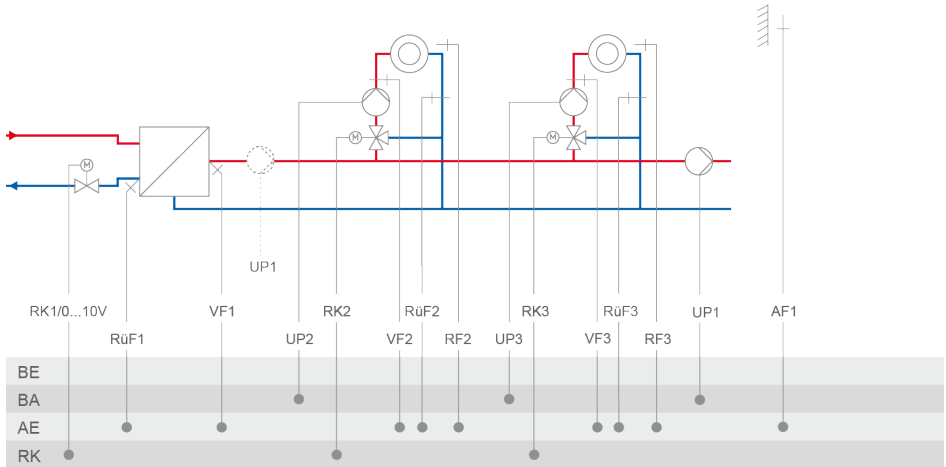 M
M
M
UP1
RK1/0...10V
VF1
RK2
RüF2
RK3
RüF3
UP1
AF1
RüF1
UP2
VF2
RF2
UP3
VF3
RF3
BE
BA
AE
RK